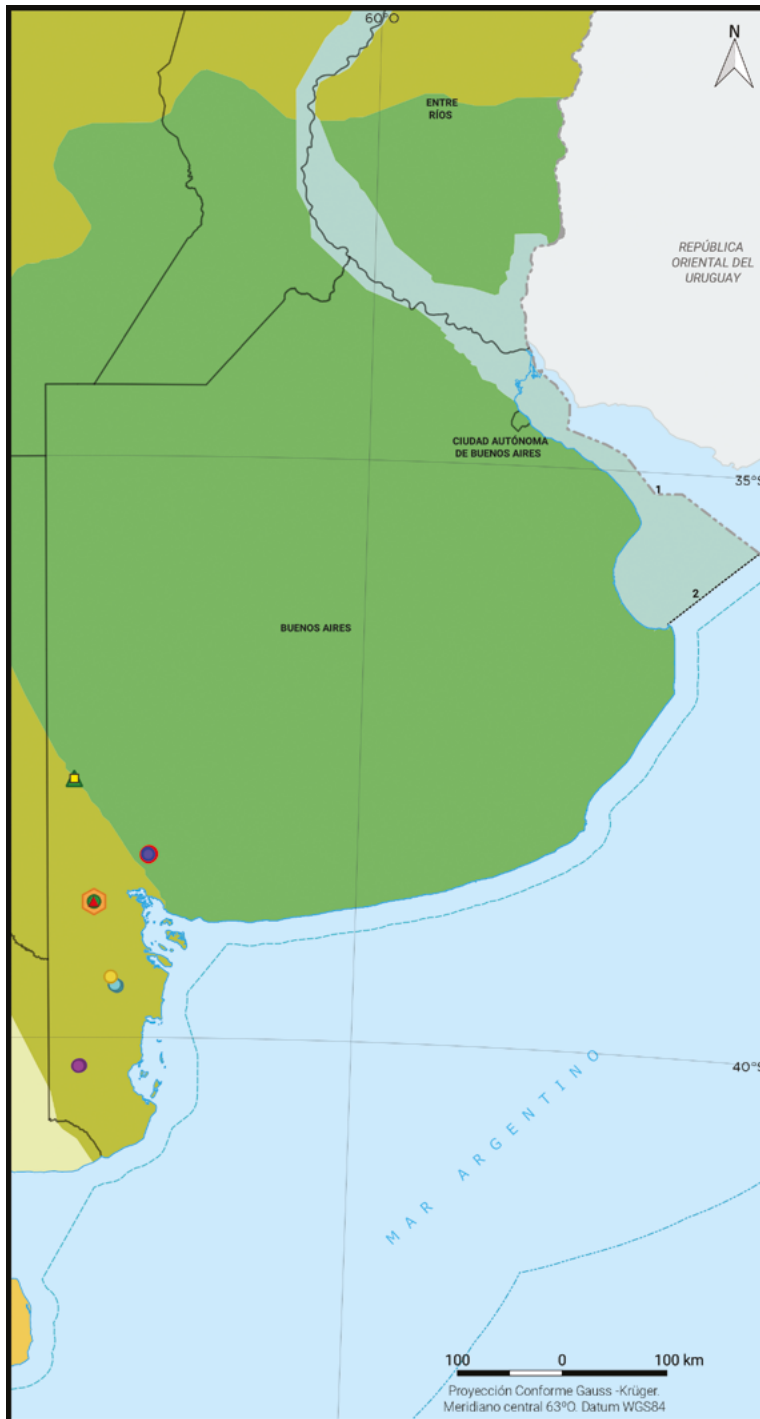 60°O
N
ENTRE
RÍOS
REPÚBLICA
ORIENTAL DEL
URUGUAY
CIUDAD AUTÓNOMA
DE BUENOS AIRES
35°S
1
2
BUENOS AIRES
40°S
MAR ARGENTINO
100 0 100 km
Proyección Conforme Gauss -Krüger.
Meridiano central 63ºO. Datum WGS84